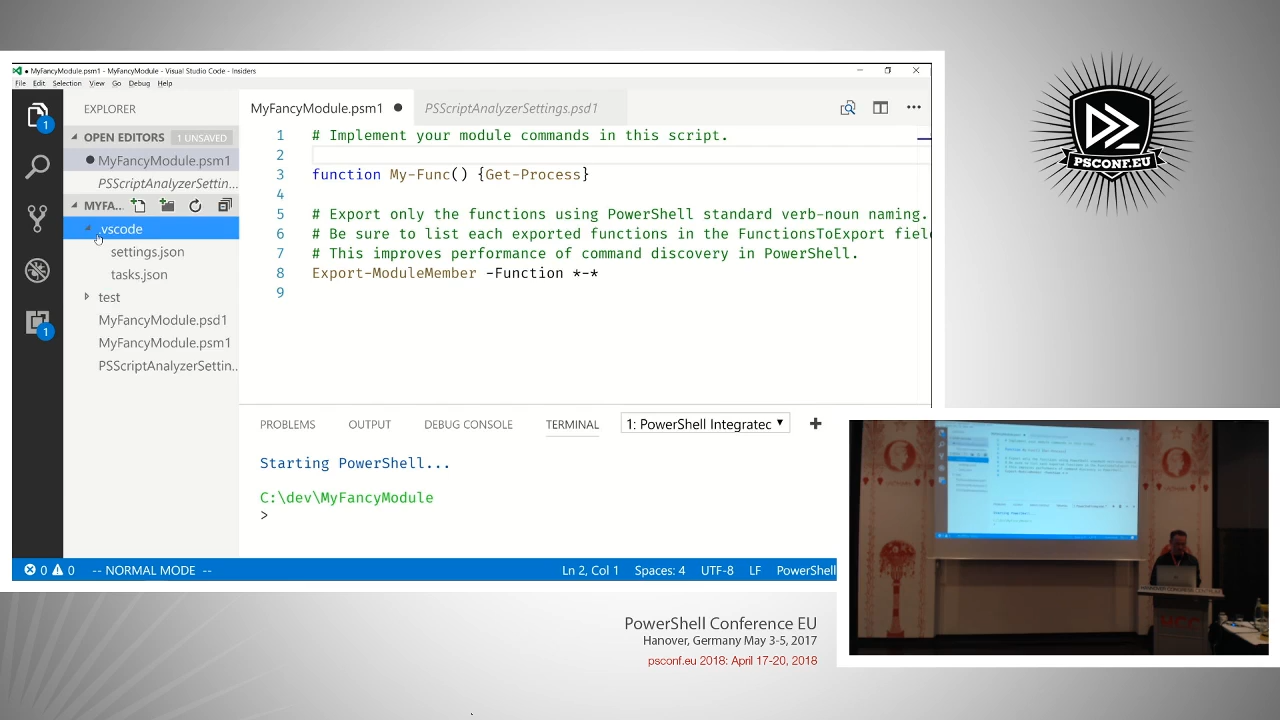 MyFancyModule.psm1 - MyFancyModule - Visual Studio Code - Insiders
File Edit Selection View Go Debug Help
EXPLORER
OPEN EDITORS 1 UNSAVED
MyFancyModule.psm1
PSScriptAnalyzerSettin...
MYFA...
.vscode
settings.json
tasks.json
test
MyFancyModule.psd1
MyFancyModule.psm1
PSScriptAnalyzerSettin...
1
1
MyFancyModule.psm1 PSScriptAnalyzerSettings.psd1
1 # Implement your module commands in this script.
2
3 function My-Func() {Get-Process}
4
5 # Export only the functions using PowerShell standard verb-noun naming.
6 # Be sure to list each exported functions in the FunctionsToExport fiel
7 # This improves performance of command discovery in PowerShell.
8 Export-ModuleMember -Function *-*
9
PROBLEMS OUTPUT DEBUG CONSOLE TERMINAL 1: PowerShell Integratec
Starting PowerShell...
C:\dev\MyFancyModule
>
0 0 -- NORMAL MODE -- Ln 2, Col 1 Spaces: 4 UTF-8 LF PowerShell
PSCONF.EU
PowerShell Conference EU
Hanover, Germany May 3-5, 2017
psconf.eu 2018: April 17-20, 2018
HANNOVER CONGRESS CENTRUM